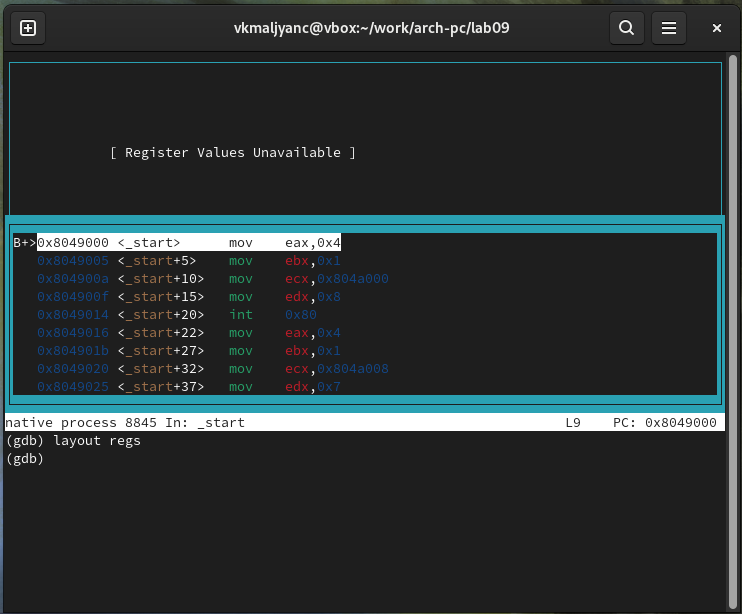 vkmaljyanc@vbox:~/work/arch-pc/lab09
[ Register Values Unavailable ]
B+>0x8049000 <_start>      mov    eax,0x4
0x8049005 <_start+5>    mov    ebx,0x1
0x804900a <_start+10>   mov    ecx,0x804a000
0x804900f <_start+15>   mov    edx,0x8
0x8049014 <_start+20>   int    0x80
0x8049016 <_start+22>   mov    eax,0x4
0x804901b <_start+27>   mov    ebx,0x1
0x8049020 <_start+32>   mov    ecx,0x804a008
0x8049025 <_start+37>   mov    edx,0x7
native process 8845 In: _start                                        L9    PC: 0x8049000
(gdb) layout regs
(gdb)